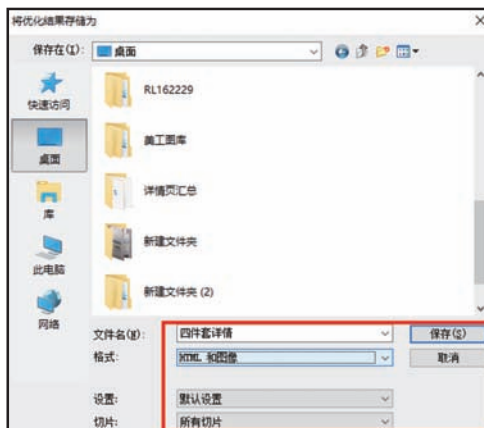 将优化结果存储为
保存在(I): 桌面
快速访问
桌面
库
此电脑
网络
RL162229
美工图库
详情页汇总
新建文件夹
新建文件夹 (2)
文件名(N): 四件套详情 保存(S)
格式: HTML 和图像 取消
设置: 默认设置
切片: 所有切片